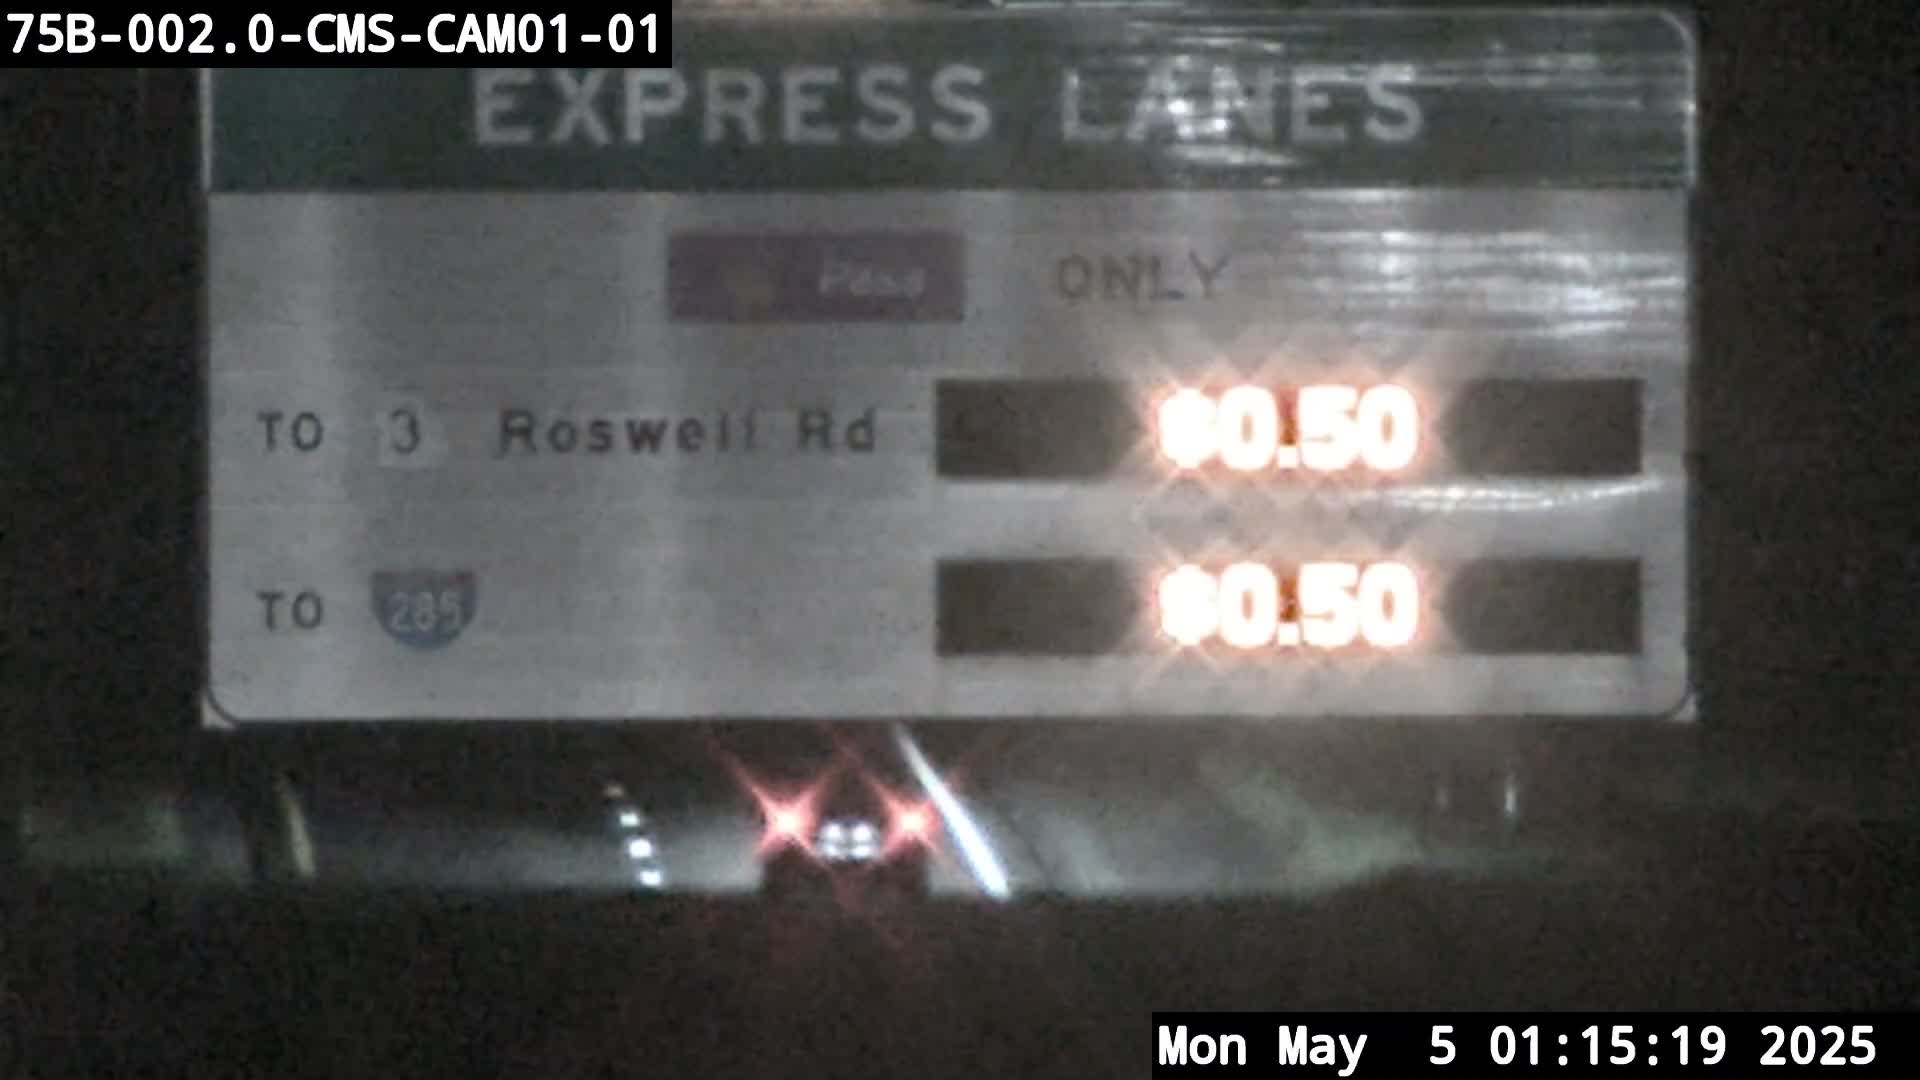 75B-002.0-CMS-CAM01-01
EXPRESS LANES
Pass ONLY
TO 3 Roswell Rd $0.50
TO 285 $0.50
Mon May 5 01:15:19 2025